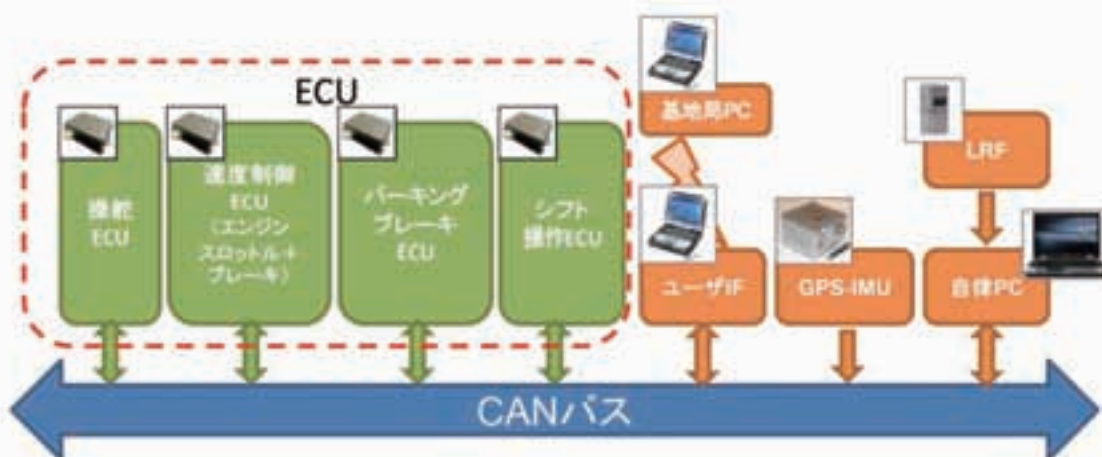 ECU
操舵
ECU
速度制御
ECU
(エンジン
スロットル+
ブレーキ)
パーキング
ブレーキ
ECU
シフト
操作ECU
基地局PC
ユーザIF
GPS-IMU
LRF
自律PC
CANバス